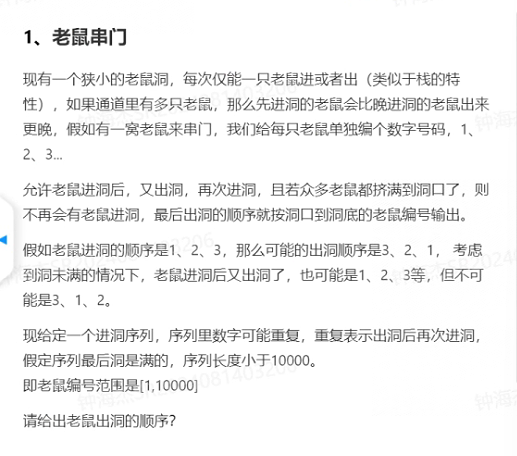 1、老鼠串门
现有一个狭小的老鼠洞，每次仅能一只老鼠进或者出（类似于栈的特
性），如果通道里有多只老鼠，那么先进洞的老鼠会比晚进洞的老鼠出来
更晚，假如有一窝老鼠来串门，我们给每只老鼠单独编个数字号码，1、
2、3...
允许老鼠进洞后，又出洞，再次进洞，且若众多老鼠都挤满到洞口了，则
不再会有老鼠进洞，最后出洞的顺序就按洞口到洞底的老鼠编号输出。
假如老鼠进洞的顺序是1、2、3，那么可能的出洞顺序是3、2、1， 考虑
到洞未满的情况下，老鼠进洞后又出洞了，也可能是1、2、3等，但不可
能是3、1、2。
现给定一个进洞序列，序列里数字可能重复，重复表示出洞后再次进洞，
假定序列最后洞是满的，序列长度小于10000。
即老鼠编号范围是[1,10000]
请给出老鼠出洞的顺序？